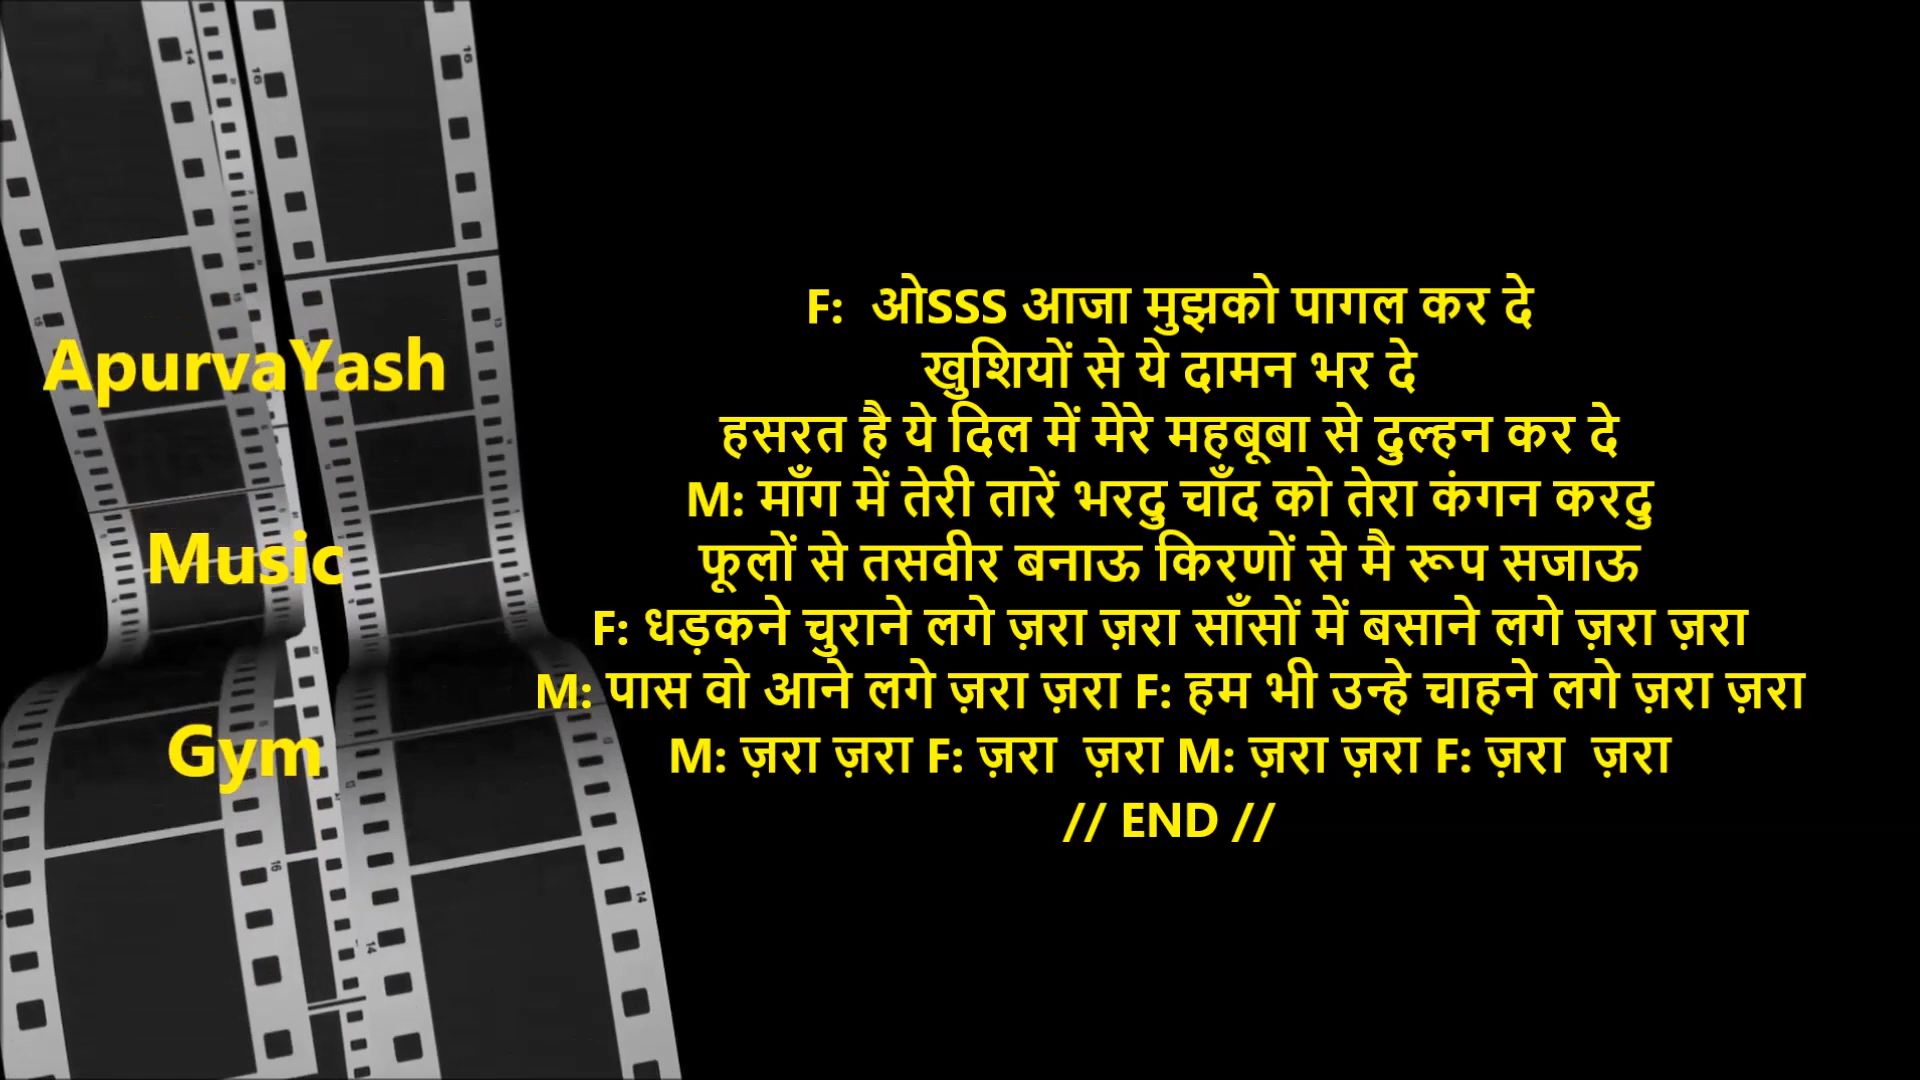 ApurvaYash
Music
Gym
F:  ओSSS आजा मुझको पागल कर दे
खुशियों से ये दामन भर दे
हसरत है ये दिल में मेरे महबूबा से दुल्हन कर दे
M: माँग में तेरी तारें भरदु चाँद को तेरा कंगन करदु
फूलों से तसवीर बनाऊ किरणों से मै रूप सजाऊ
F: धड़कने चुराने लगे ज़रा ज़रा साँसों में बसाने लगे ज़रा ज़रा
M: पास वो आने लगे ज़रा ज़रा F: हम भी उन्हे चाहने लगे ज़रा ज़रा
M: ज़रा ज़रा F: ज़रा  ज़रा M: ज़रा ज़रा F: ज़रा  ज़रा
// END //